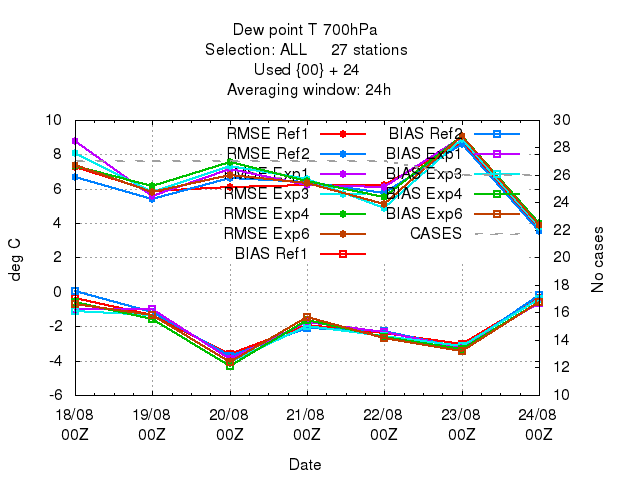 Dew point T 700hPa
Selection: ALL 27 stations
Used {00} + 24
Averaging window: 24h
10
8
6
4
2
0
-2
-4
-6
deg C
30
28
26
24
22
20
18
16
14
12
10
No cases
RMSE Ref1
RMSE Ref2
RMSE Exp1
RMSE Exp3
RMSE Exp4
RMSE Exp6
BIAS Ref1
BIAS Ref2
BIAS Exp1
BIAS Exp3
BIAS Exp4
BIAS Exp6
CASES
18/08 19/08 20/08 21/08 22/08 23/08 24/08
00Z 00Z 00Z 00Z 00Z 00Z 00Z
Date